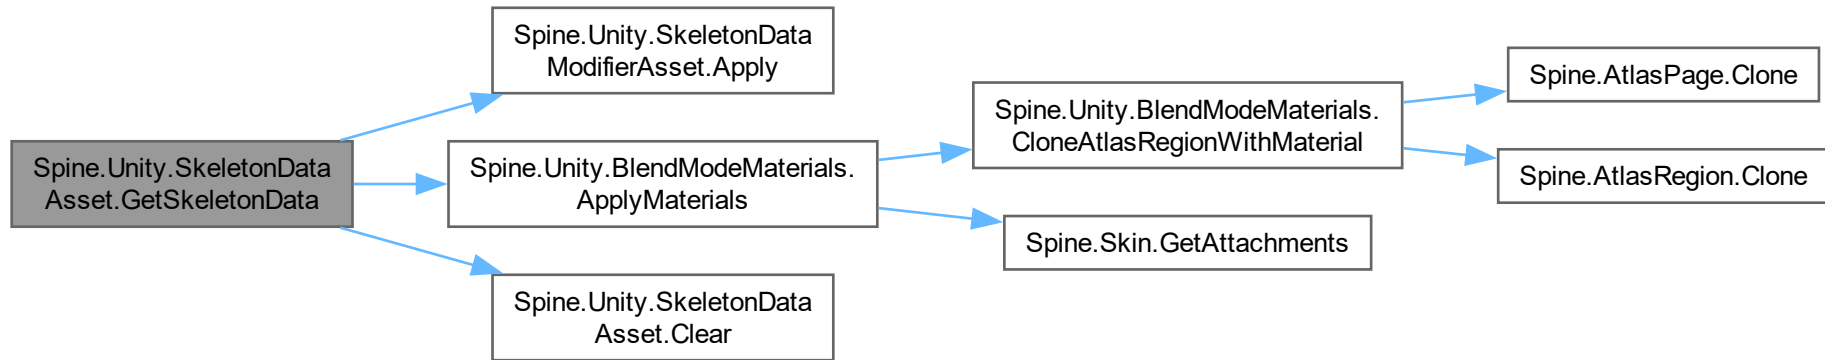 Spine.Unity.SkeletonData
Asset.GetSkeletonData
Spine.Unity.SkeletonData
ModifierAsset.Apply
Spine.Unity.BlendModeMaterials.
ApplyMaterials
Spine.Unity.BlendModeMaterials.
CloneAtlasRegionWithMaterial
Spine.AtlasPage.Clone
Spine.AtlasRegion.Clone
Spine.Skin.GetAttachments
Spine.Unity.SkeletonData
Asset.Clear